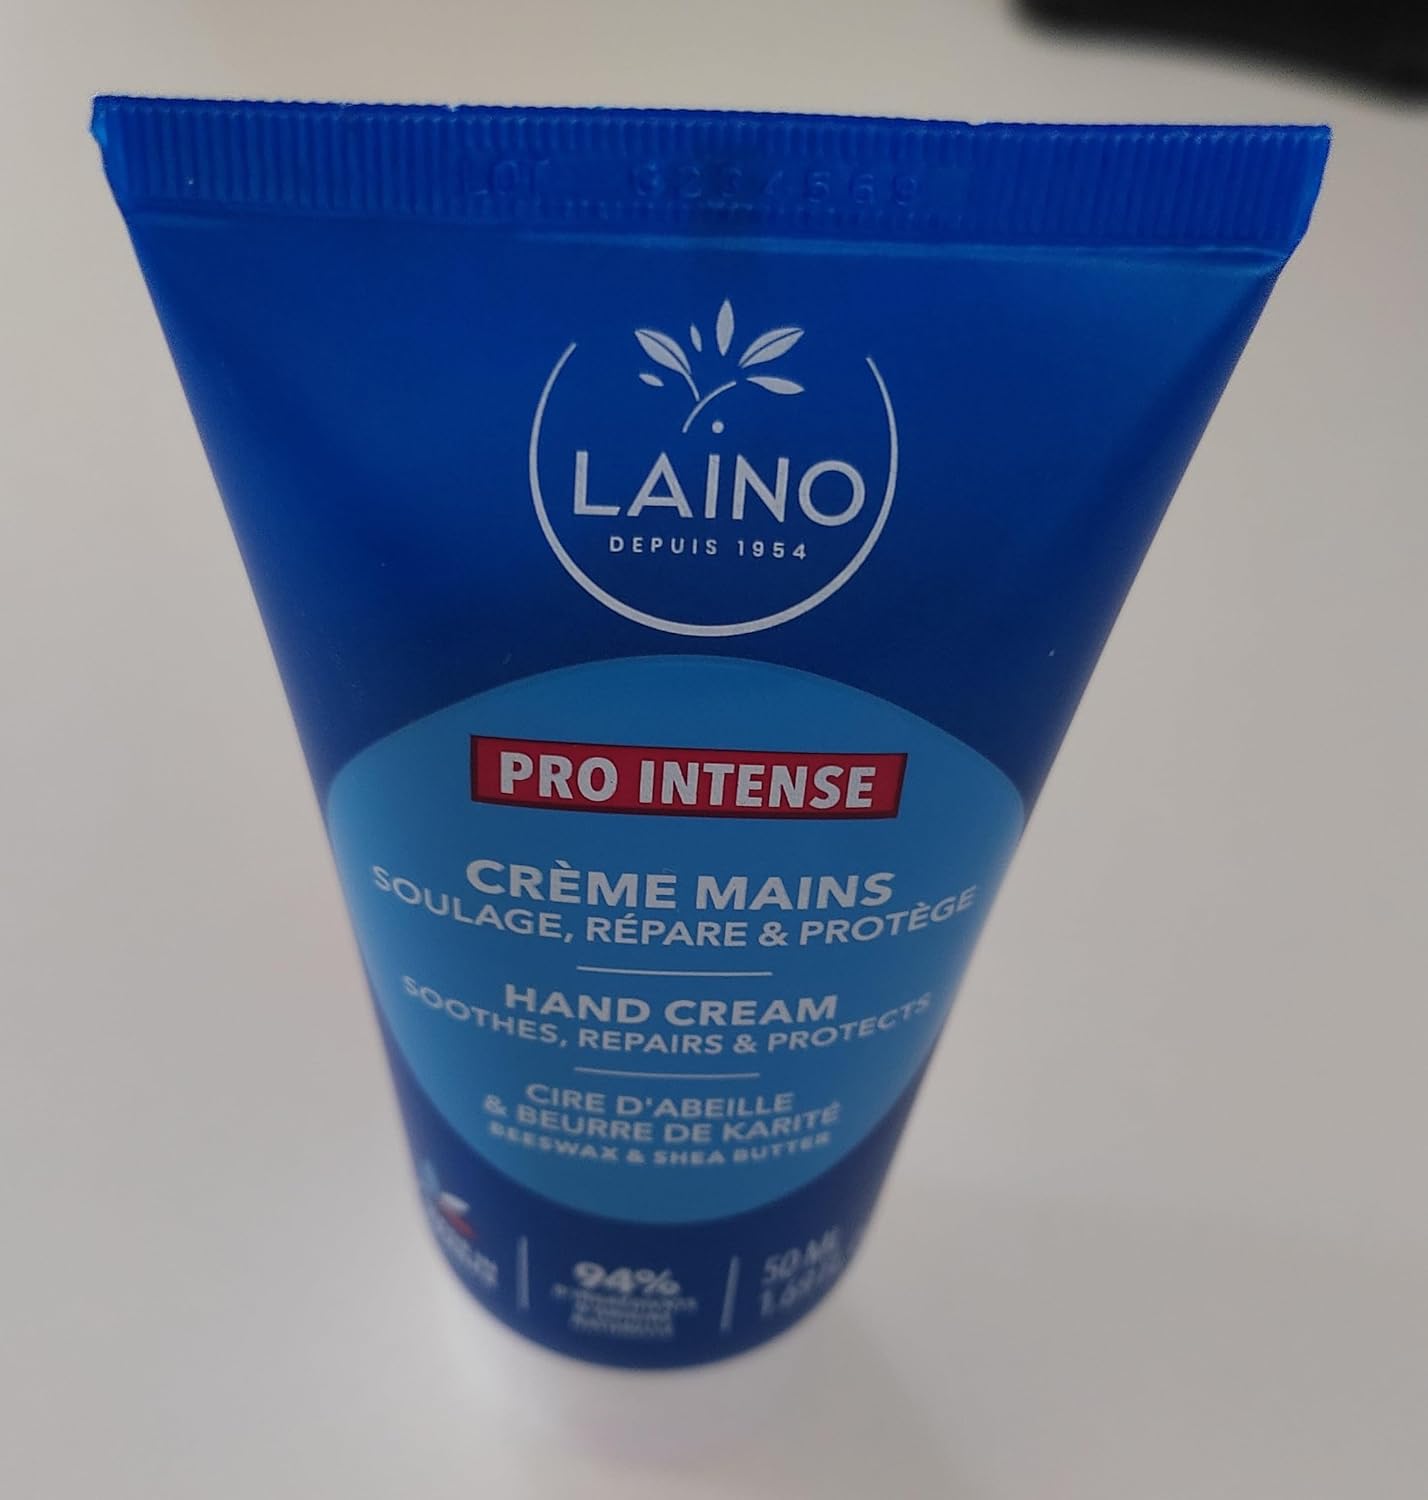 LOT
LAINO
DEPUIS 1954
PRO INTENSE
CRÈME MAINS
SOULAGE, RÉPARE & PROTÈGE
HAND CREAM
SOOTHES, REPAIRS & PROTECTS
CIRE D'ABEILLE
& BEURRE DE KARITÉ
BEESWAX & SHEA BUTTER
94%
50 ML